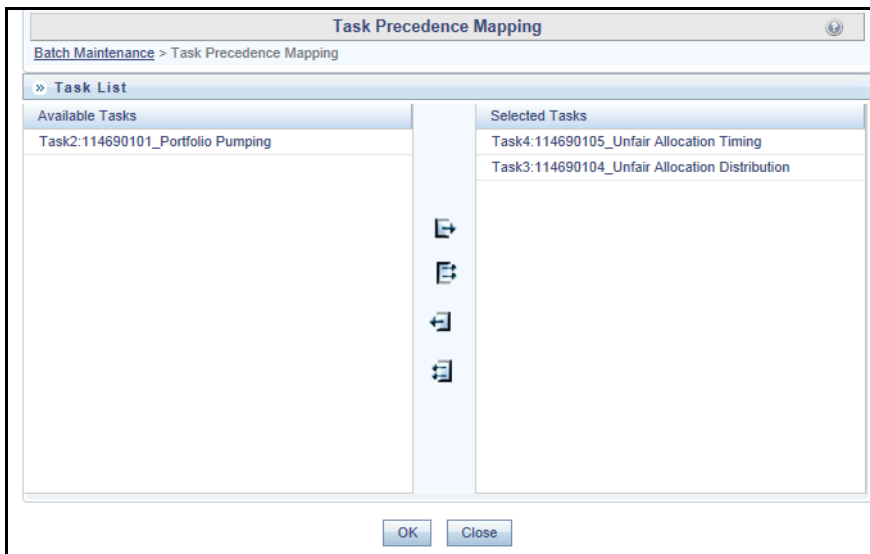 Task Precedence Mapping
Batch Maintenance > Task Precedence Mapping
» Task List
Available Tasks
Task2:114690101_Portfolio Pumping
Selected Tasks
Task4:114690105_Unfair Allocation Timing
Task3:114690104_Unfair Allocation Distribution
OK
Close